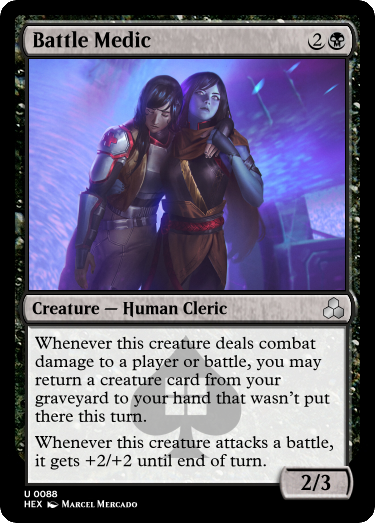 Battle Medic 2
Creature — Human Cleric
Whenever this creature deals combat
damage to a player or battle, you may
return a creature card from your
graveyard to your hand that wasn't put
there this turn.
Whenever this creature attacks a battle,
it gets +2/+2 until end of turn.
2/3
U 0088
HEX Marcel Mercado